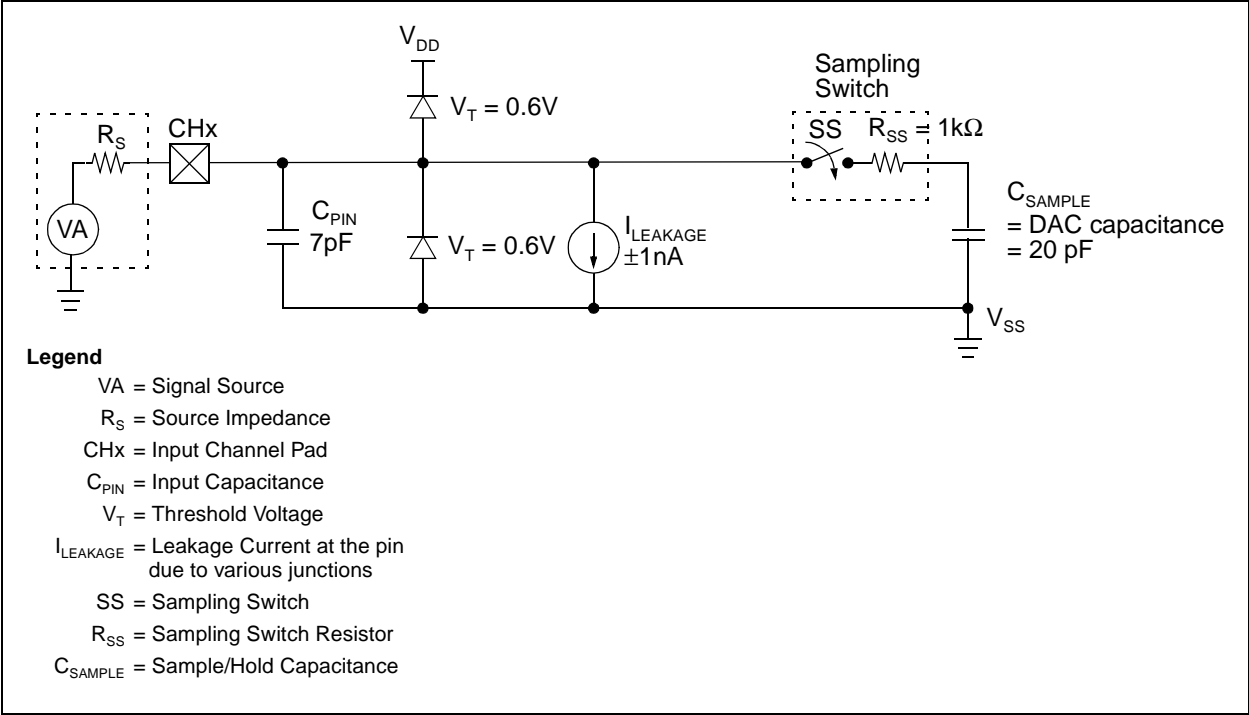 V_DD
V_T = 0.6V
Sampling
Switch
R_S
CHx
SS
R_SS = 1kΩ
VA
C_PIN
7pF
V_T = 0.6V
I_LEAKAGE
±1nA
C_SAMPLE
= DAC capacitance
= 20 pF
V_SS
Legend
VA = Signal Source
R_S = Source Impedance
CHx = Input Channel Pad
C_PIN = Input Capacitance
V_T = Threshold Voltage
I_LEAKAGE = Leakage Current at the pin
due to various junctions
SS = Sampling Switch
R_SS = Sampling Switch Resistor
C_SAMPLE = Sample/Hold Capacitance